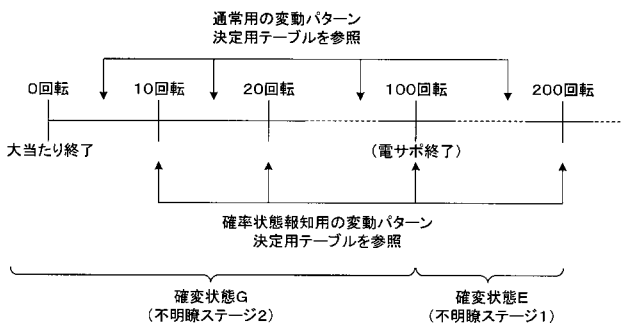 通常用の変動パターン
決定用テーブルを参照
0回転
10回転
20回転
100回転
200回転
大当たり終了
(電サポ終了)
確率状態報知用の変動パターン
決定用テーブルを参照
確変状態G
(不明瞭ステージ2)
確変状態E
(不明瞭ステージ1)